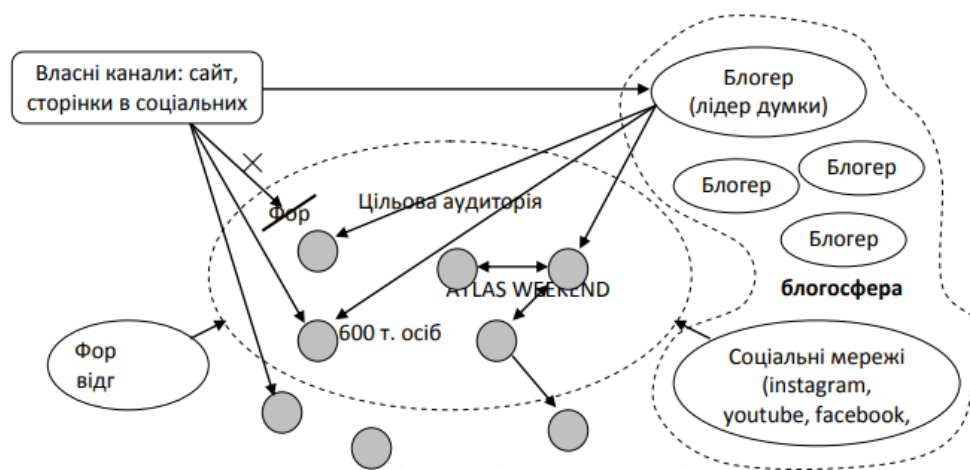 Власні канали: сайт,
сторінки в соціальних
Блогер
(лідер думки)
Блогер
Блогер
Блогер
блогосфера
Фор
Цільова аудиторія
ATLAS WEEKEND
600 т. осіб
Фор
відг
Соціальні мережі
(instagram,
youtube, facebook,